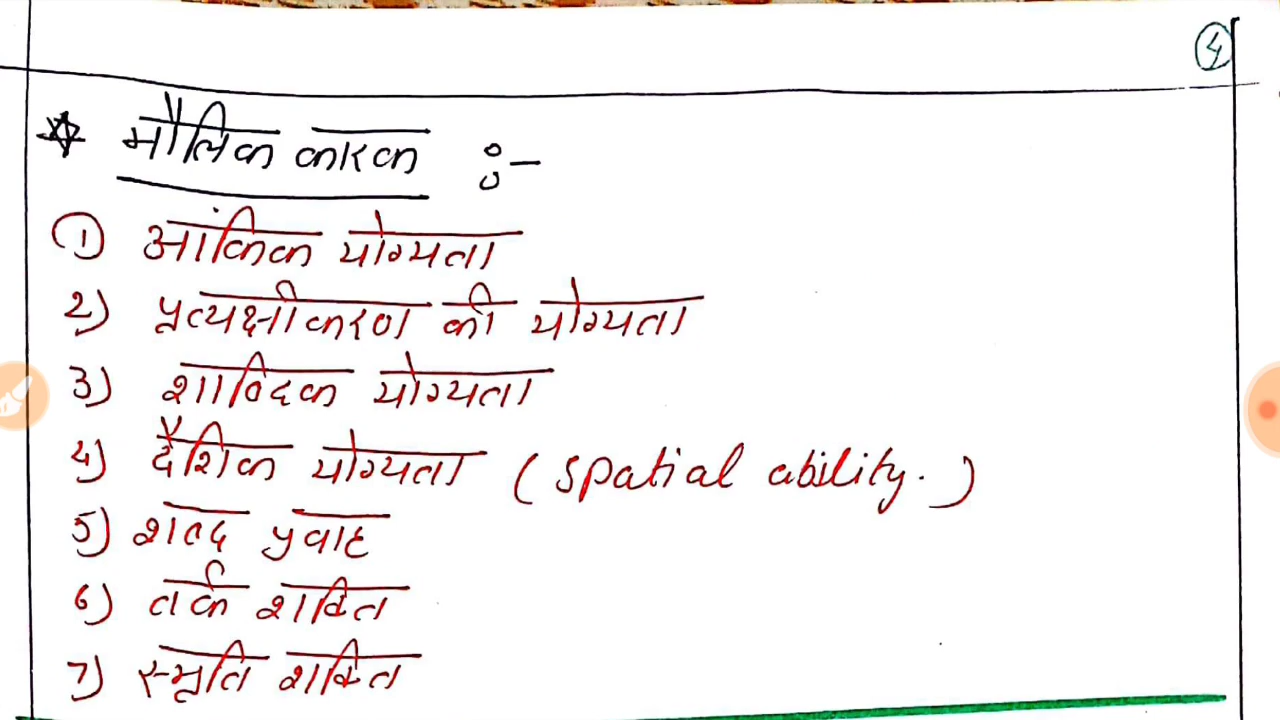 4
* मौलिक कारक :-
① आंकिक योग्यता
2) प्रत्यक्षीकरण की योग्यता
3) शाब्दिक योग्यता
4) दैशिक योग्यता (spatial ability.)
5) शब्द प्रवाह
6) तर्क शक्ति
7) स्मृति शक्ति